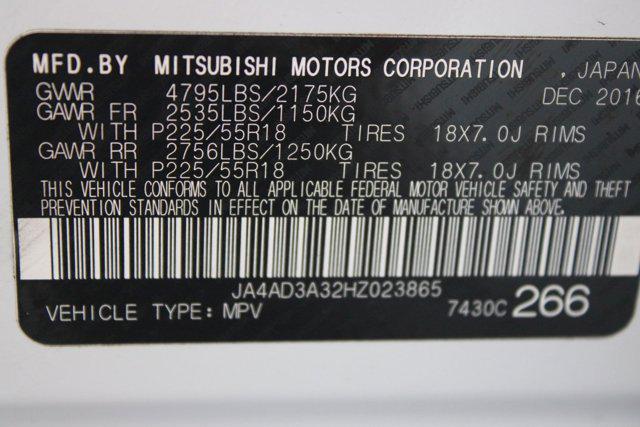 MFD.BY MITSUBISHI MOTORS CORPORATION , JAPAN
GVWR 4795LBS/2175KG DEC 2016
GAWR FR 2535LBS/1150KG
WITH P225/55R18 TIRES 18X7.0J RIMS
GAWR RR 2756LBS/1250KG
WITH P225/55R18 TIRES 18X7.0J RIMS
THIS VEHICLE CONFORMS TO ALL APPLICABLE FEDERAL MOTOR VEHICLE SAFETY AND THEFT
PREVENTION STANDARDS IN EFFECT ON THE DATE OF MANUFACTURE SHOWN ABOVE.
JA4AD3A32HZ023865
VEHICLE TYPE: MPV 7430C 266